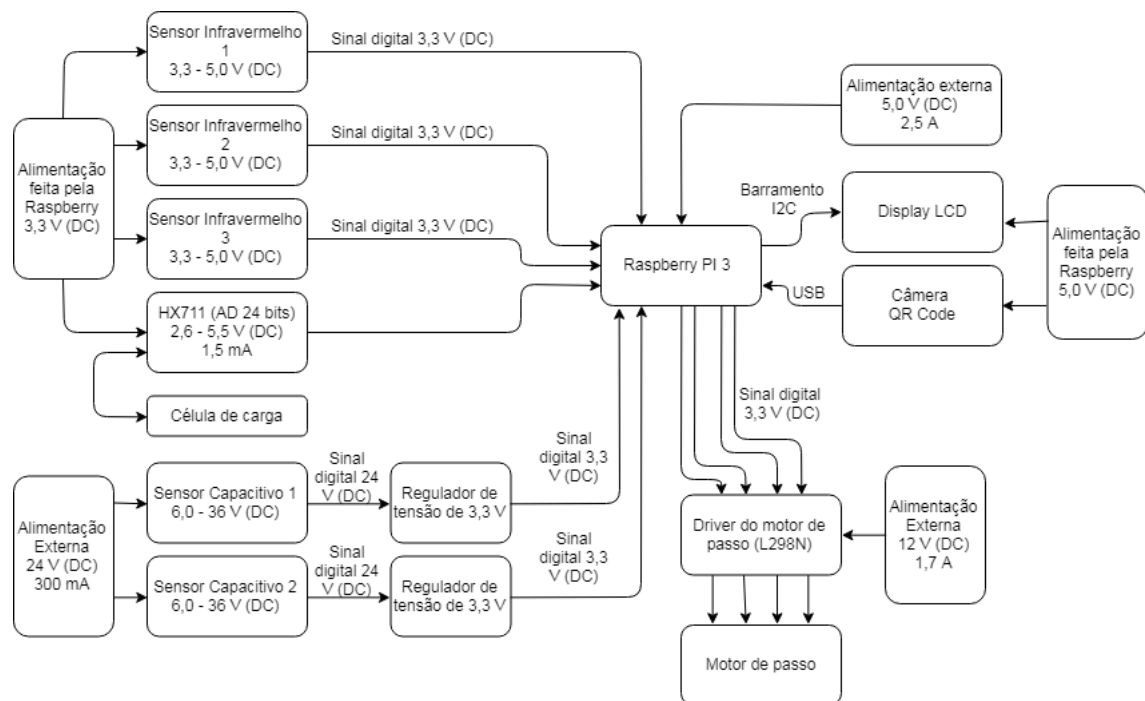 Sensor Infravermelho
1
3,3 - 5,0 V (DC)
Sinal digital 3,3 V (DC)
Alimentação externa
5,0 V (DC)
2,5 A
Sensor Infravermelho
2
3,3 - 5,0 V (DC)
Sinal digital 3,3 V (DC)
Alimentação
feita pela
Raspberry
3,3 V (DC)
Barramento
I2C
Display LCD
Sensor Infravermelho
3
3,3 - 5,0 V (DC)
Sinal digital 3,3 V (DC)
Raspberry PI 3
Alimentação
feita pela
Raspberry
5,0 V (DC)
USB
Câmera
QR Code
HX711 (AD 24 bits)
2,6 - 5,5 V (DC)
1,5 mA
Célula de carga
Sinal digital
3,3 V (DC)
Alimentação
Externa
24 V (DC)
300 mA
Sensor Capacitivo 1
6,0 - 36 V (DC)
Sinal
digital 24
V (DC)
Regulador de
tensão de 3,3 V
Sinal
digital 3,3
V (DC)
Driver do motor de
passo (L298N)
Alimentação
Externa
12 V (DC)
1,7 A
Sensor Capacitivo 2
6,0 - 36 V (DC)
Sinal
digital 24
V (DC)
Regulador de
tensão de 3,3 V
Sinal
digital 3,3
V (DC)
Motor de passo